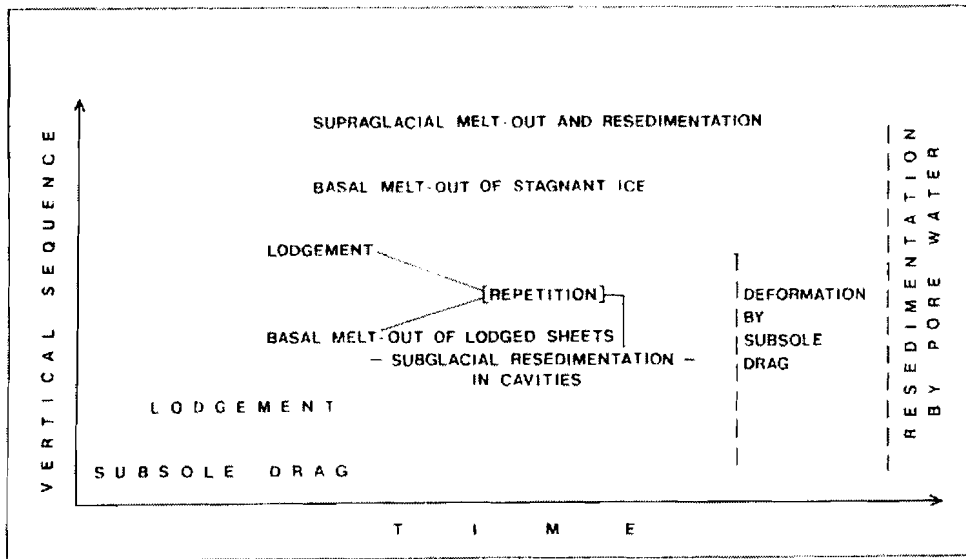 VERTICAL SEQUENCE
SUPRAGLACIAL MELT-OUT AND RESEDIMENTATION
BASAL MELT-OUT OF STAGNANT ICE
LODGEMENT
[REPETITION]
BASAL MELT-OUT OF LODGED SHEETS
— SUBGLACIAL RESEDIMENTATION —
IN CAVITIES
LODGEMENT
SUBSOLE DRAG
DEFORMATION
BY
SUBSOLE
DRAG
RESEDIMENTATION
BY PORE WATER
TIME